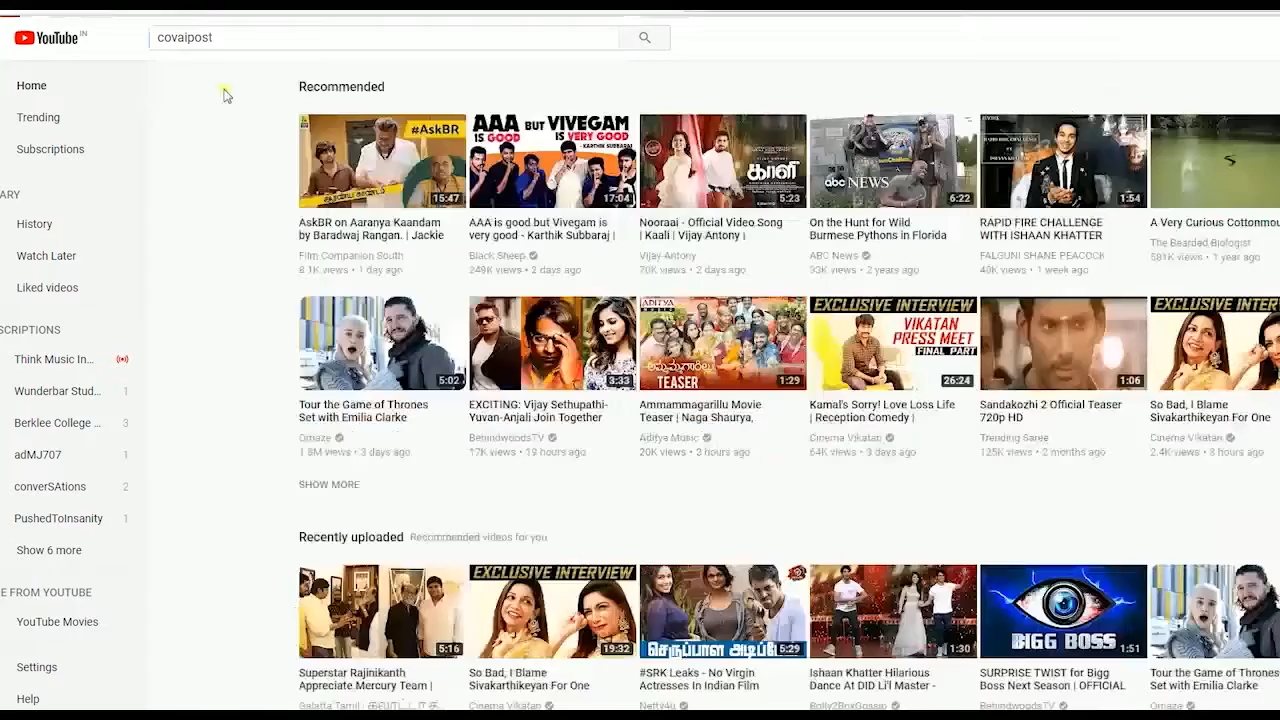 YouTube IN
covaipost
Home
Trending
Subscriptions
ARY
History
Watch Later
Liked videos
SCRIPTIONS
Think Music In...
Wunderbar Stud... 1
Berklee College ... 3
adMJ707 1
converSAtions 2
PushedToInsanity 1
Show 6 more
E FROM YOUTUBE
YouTube Movies
Settings
Help
Recommended
#AskBR
15:47
AskBR on Aaranya Kaandam
by Baradwaj Rangan. | Jackie
Film Companion South
8.1K views • 1 day ago
AAA BUT VIVEGAM
IS GOOD IS VERY GOOD
- KARTHIK SUBBARAJ
17:04
AAA is good but Vivegam is
very good - Karthik Subbaraj |
Black Sheep
249K views • 2 days ago
காளி
5:23
Nooraai - Official Video Song
| Kaali | Vijay Antony |
Vijay Antony
70K views • 2 days ago
abc NEWS
6:22
On the Hunt for Wild
Burmese Pythons in Florida
ABC News
93K views • 2 years ago
1:54
RAPID FIRE CHALLENGE
WITH ISHAAN KHATTER
FALGUNI SHANE PEACOCK
48K views • 1 week ago
A Very Curious Cottonmou
The Bearded Biologist
581K views • 1 year ago
5:02
Tour the Game of Thrones
Set with Emilia Clarke
Omaze
1.8M views • 3 days ago
3:33
EXCITING: Vijay Sethupathi-
Yuvan-Anjali Join Together
BehindwoodsTV
17K views • 19 hours ago
ADITYA
MUSIC
అమ్మమ్మగారిల్లు
TEASER
1:29
Ammammagarillu Movie
Teaser | Naga Shaurya,
Aditya Music
20K views • 3 hours ago
EXCLUSIVE INTERVIEW
VIKATAN
PRESS MEET
FINAL PART
26:24
Kamal's Sorry! Love Loss Life
| Reception Comedy |
Cinema Vikatan
64K views • 3 days ago
1:06
Sandakozhi 2 Official Teaser
720p HD
Trending Saree
125K views • 2 months ago
EXCLUSIVE INTER
So Bad, I Blame
Sivakarthikeyan For One
Cinema Vikatan
2.4K views • 8 hours ago
SHOW MORE
Recently uploaded Recommended videos for you
5:16
Superstar Rajinikanth
Appreciate Mercury Team |
EXCLUSIVE INTERVIEW
19:32
So Bad, I Blame
Sivakarthikeyan For One
Cinema Vikatan
5:29
#SRK Leaks - No Virgin
Actresses In Indian Film
Netty4u
1:30
Ishaan Khatter Hilarious
Dance At DID Li'l Master -
Bolly2BoxGossip
BIGG BOSS
1:51
SURPRISE TWIST for Bigg
Boss Next Season | OFFICIAL
BehindwoodsTV
Tour the Game of Thrones
Set with Emilia Clarke
Omaze